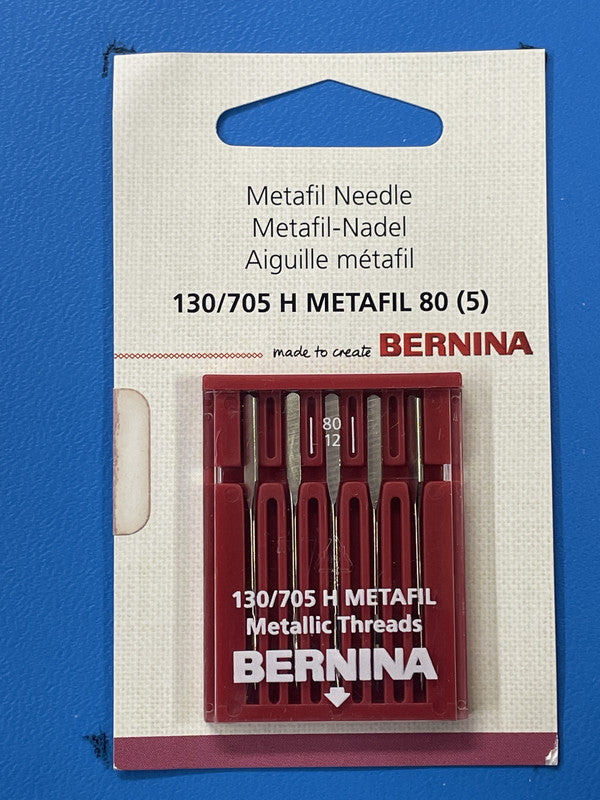 Metafil Needle
Metafil-Nadel
Aiguille métafil
130/705 H METAFIL 80 (5)
made to create BERNINA
80
12
130/705 H METAFIL
Metallic Threads
BERNINA